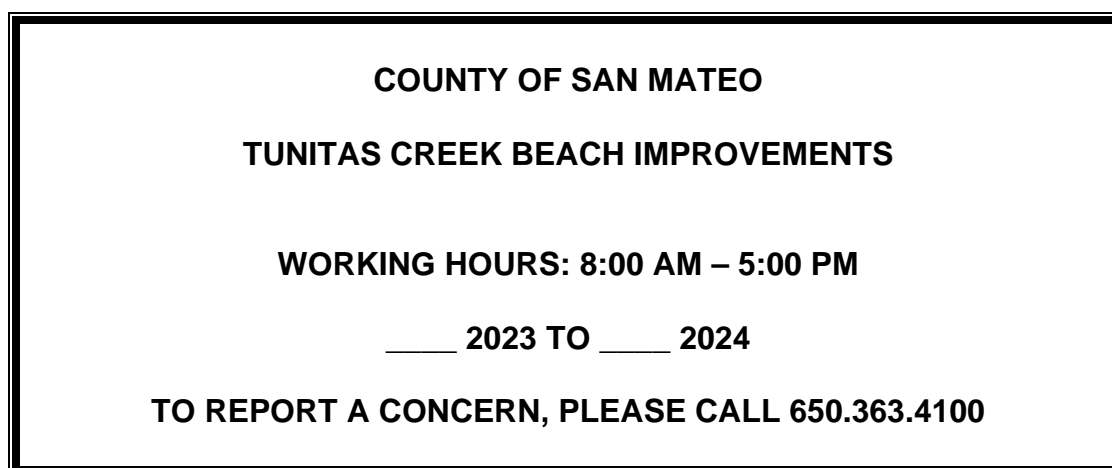 COUNTY OF SAN MATEO
TUNITAS CREEK BEACH IMPROVEMENTS
WORKING HOURS: 8:00 AM – 5:00 PM
____ 2023 TO ____ 2024
TO REPORT A CONCERN, PLEASE CALL 650.363.4100